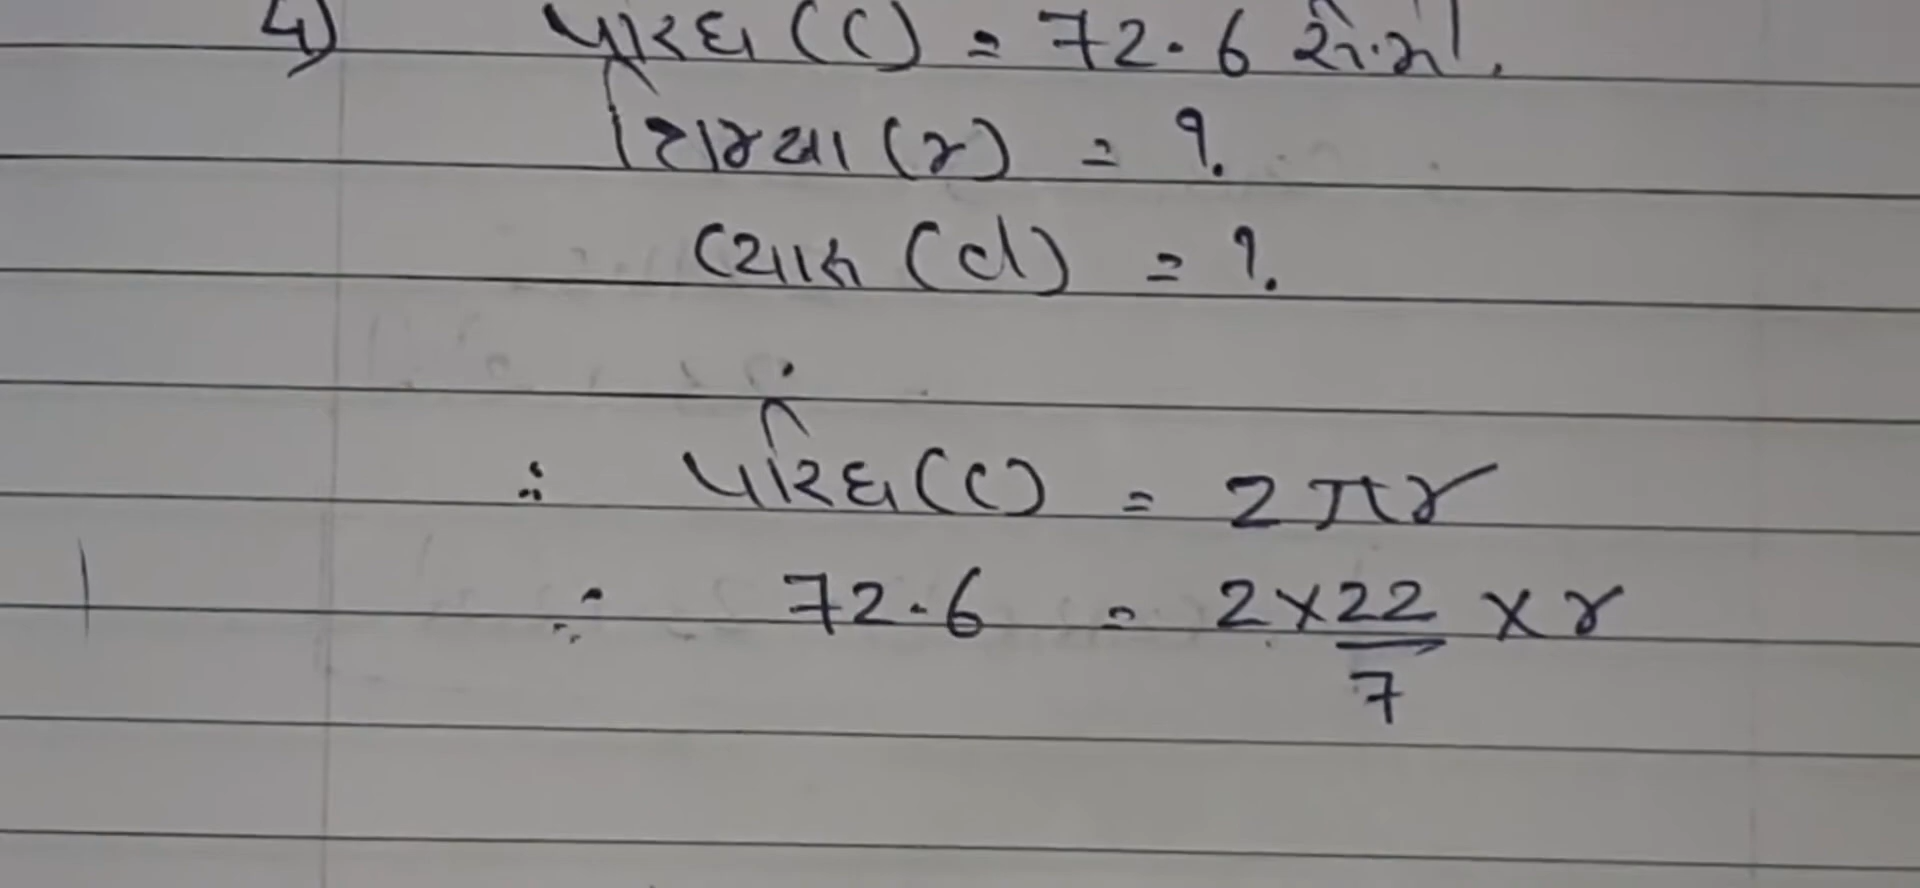 4) પરિઘ (C) = 72.6 સે.મી.
ત્રિજ્યા (r) = ?
વ્યાસ (d) = ?
∴ પરિઘ (C) = 2πr
∴ 72.6 = 2 × 22/7 × r